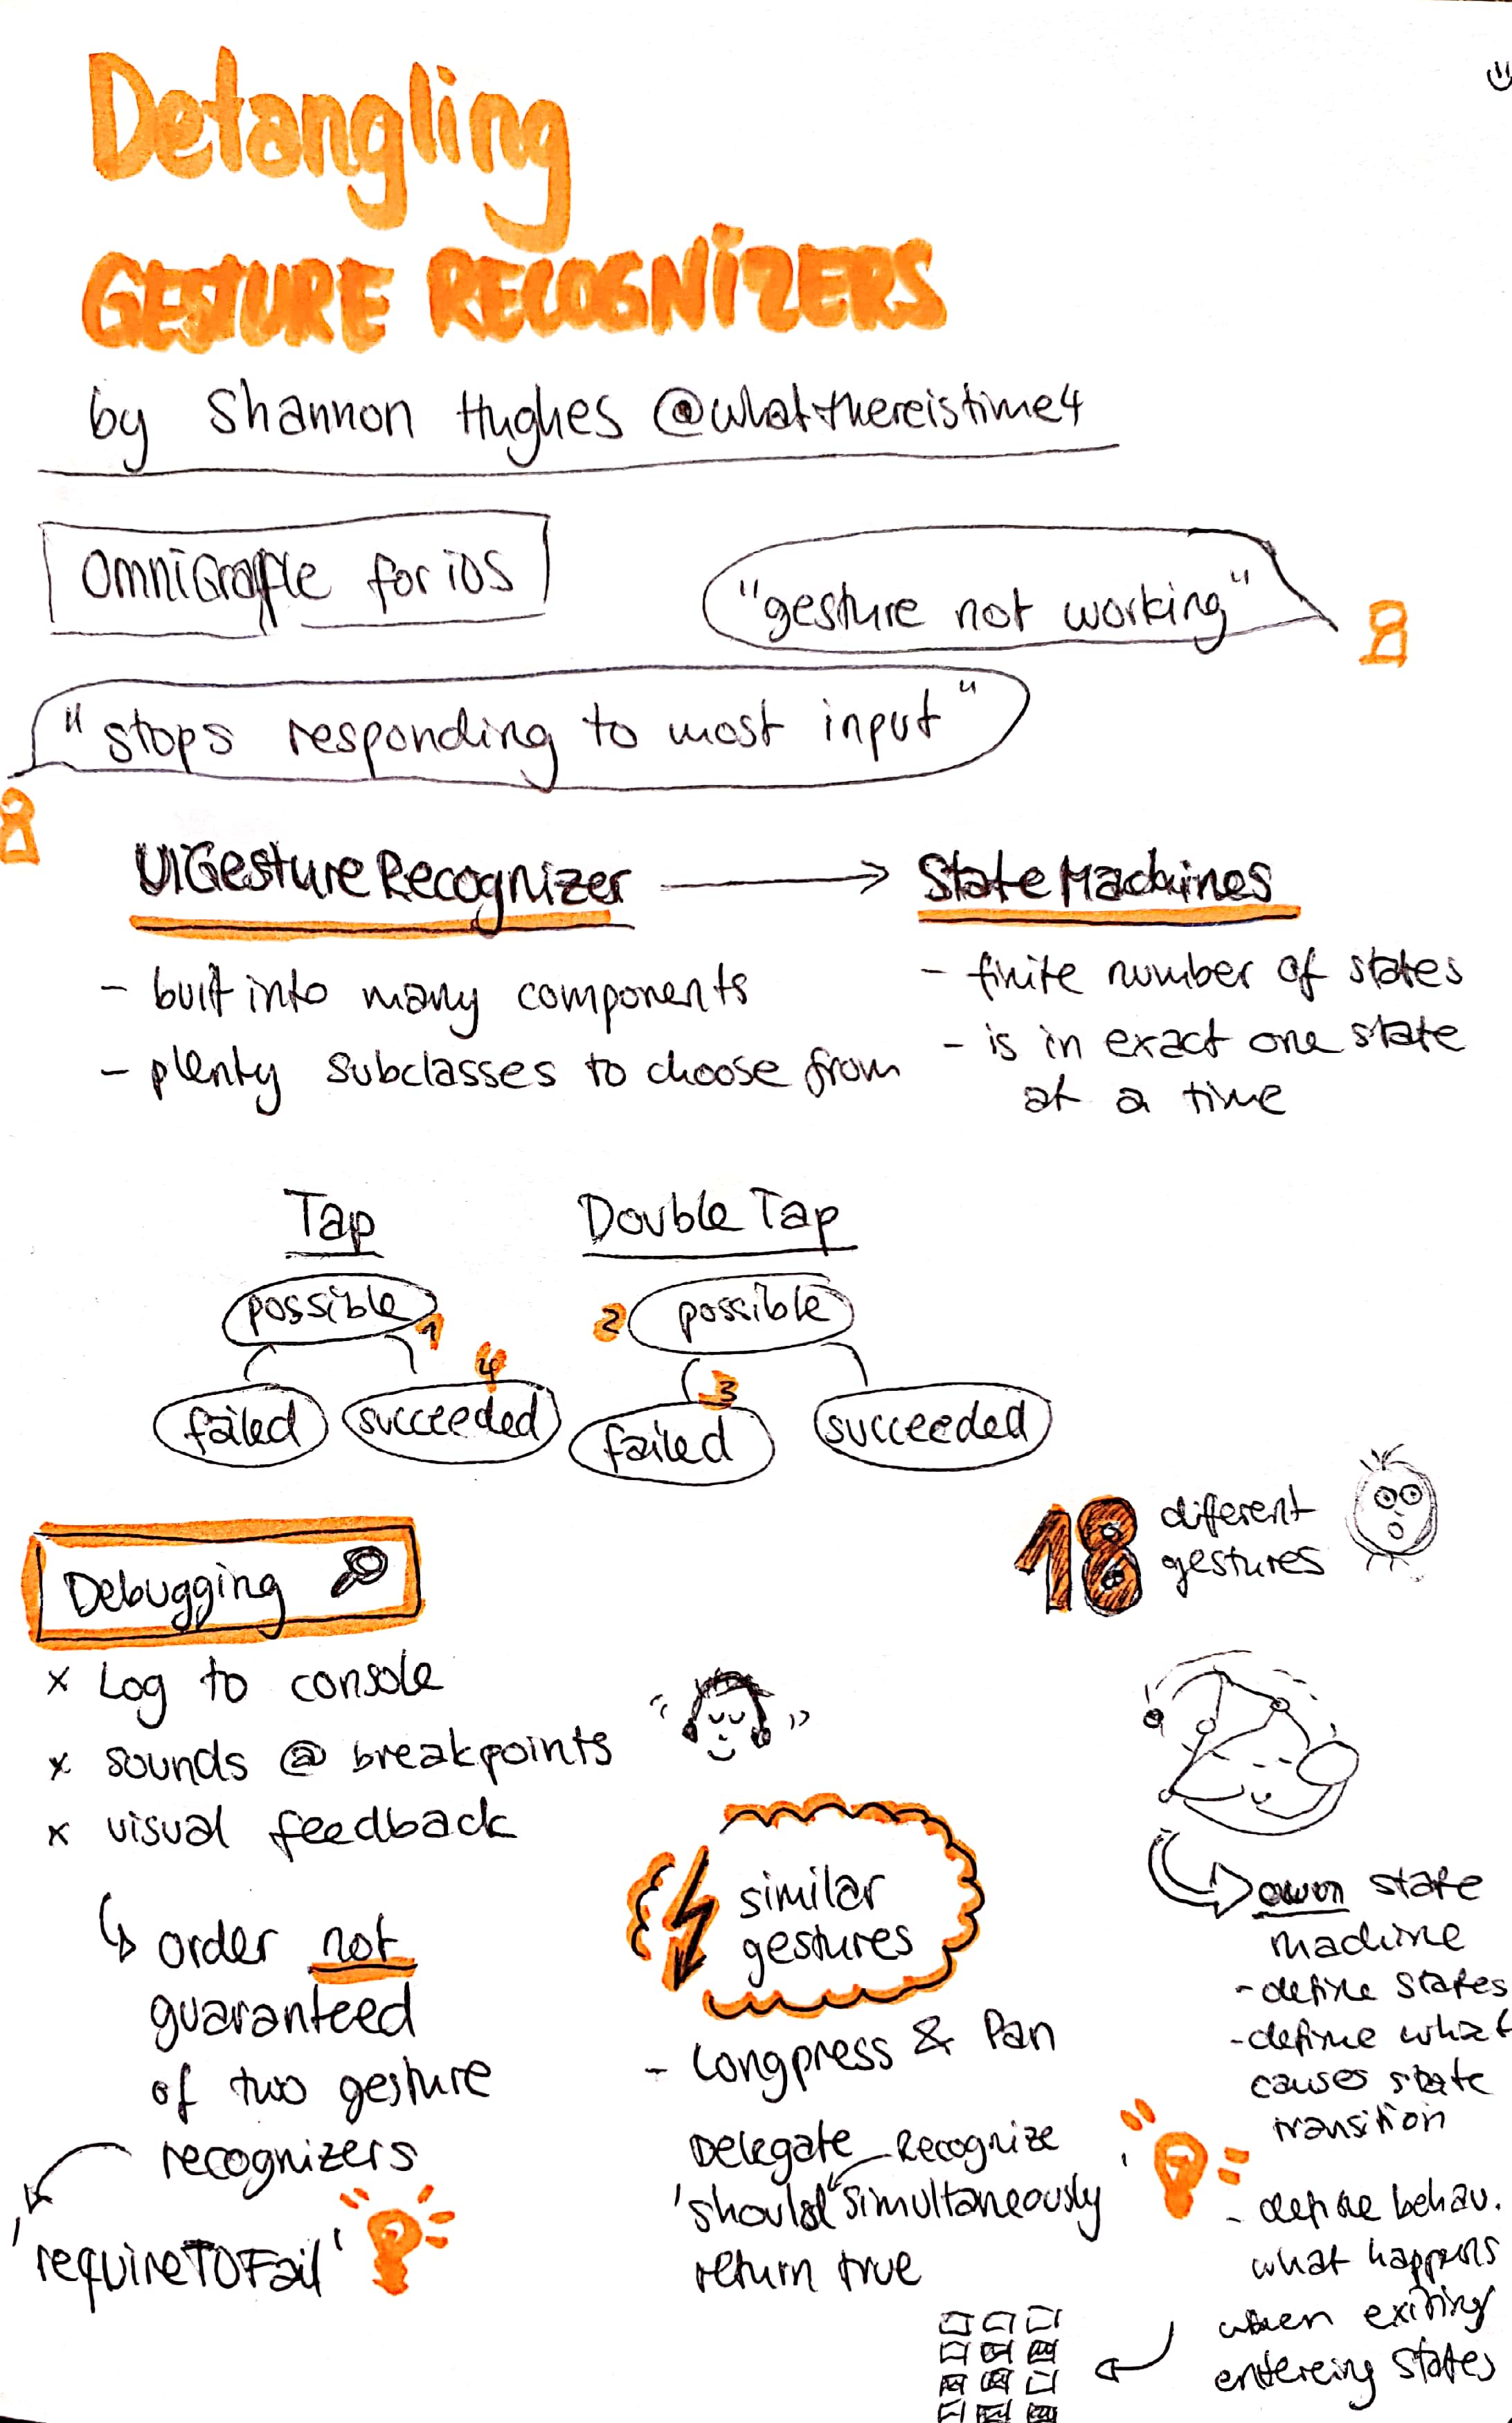 Detangling
GESTURE RECOGNIZERS
by Shannon Hughes @whatthereistime4
OmniGraffle for iOS
"gesture not working"
"stops responding to most input"
UIGestureRecognizer
- built into many components
- plenty subclasses to choose from
State Machines
- finite number of states
- is in exact one state
at a time
Tap
possible 1
failed
4
succeeded
Double Tap
2 possible
3
failed
succeeded
18 different
gestures
Debugging
x Log to console
x sounds @ breakpoints
x visual feedback
order not
guaranteed
of two gesture
recognizers
'requireTOFail'
similar
gestures
- Longpress & Pan
Delegate Recognize
'should simultaneously'
return true
own state
machine
- define states
- define what
causes state
transition
- define behav.
what happens
when exiting
entereing states